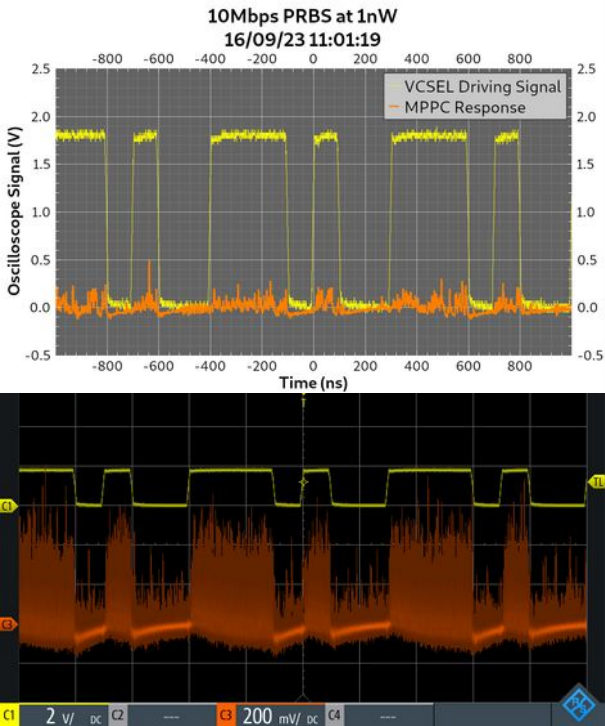 10Mbps PRBS at 1nW
16/09/23 11:01:19
-800 -600 -400 -200 0 200 400 600 800
2.5 2.5
VCSEL Driving Signal
MPPC Response
2.0 2.0
1.5 1.5
1.0 1.0
0.5 0.5
0.0 0.0
-0.5 -0.5
Oscilloscope Signal (V)
-800 -600 -400 -200 0 200 400 600 800
Time (ns)
T
TL
C1
C3
C1 2 V/ DC C2 --- C3 200 mV/ DC C4 ---
R&S